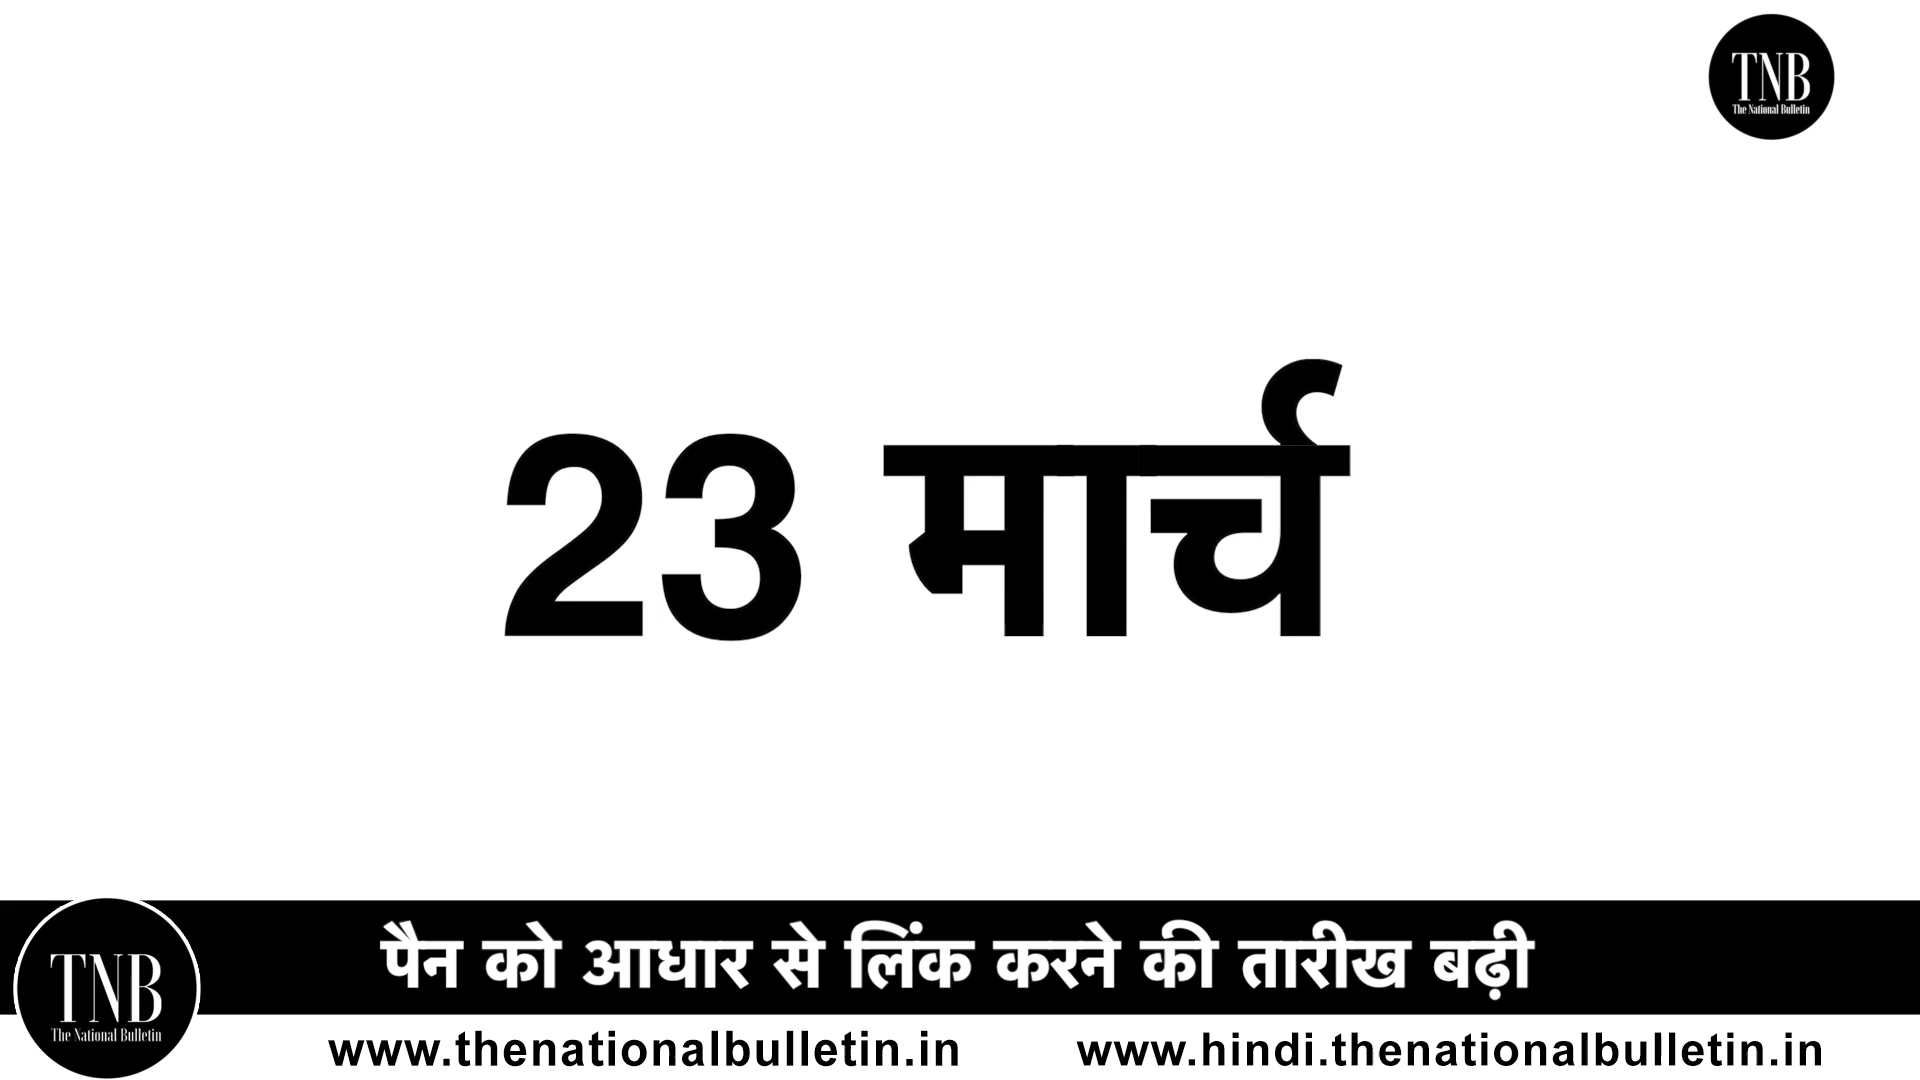 TNB
The National Bulletin
23 मार्च
पैन को आधार से लिंक करने की तारीख बढ़ी
TNB
The National Bulletin
www.thenationalbulletin.in www.hindi.thenationalbulletin.in